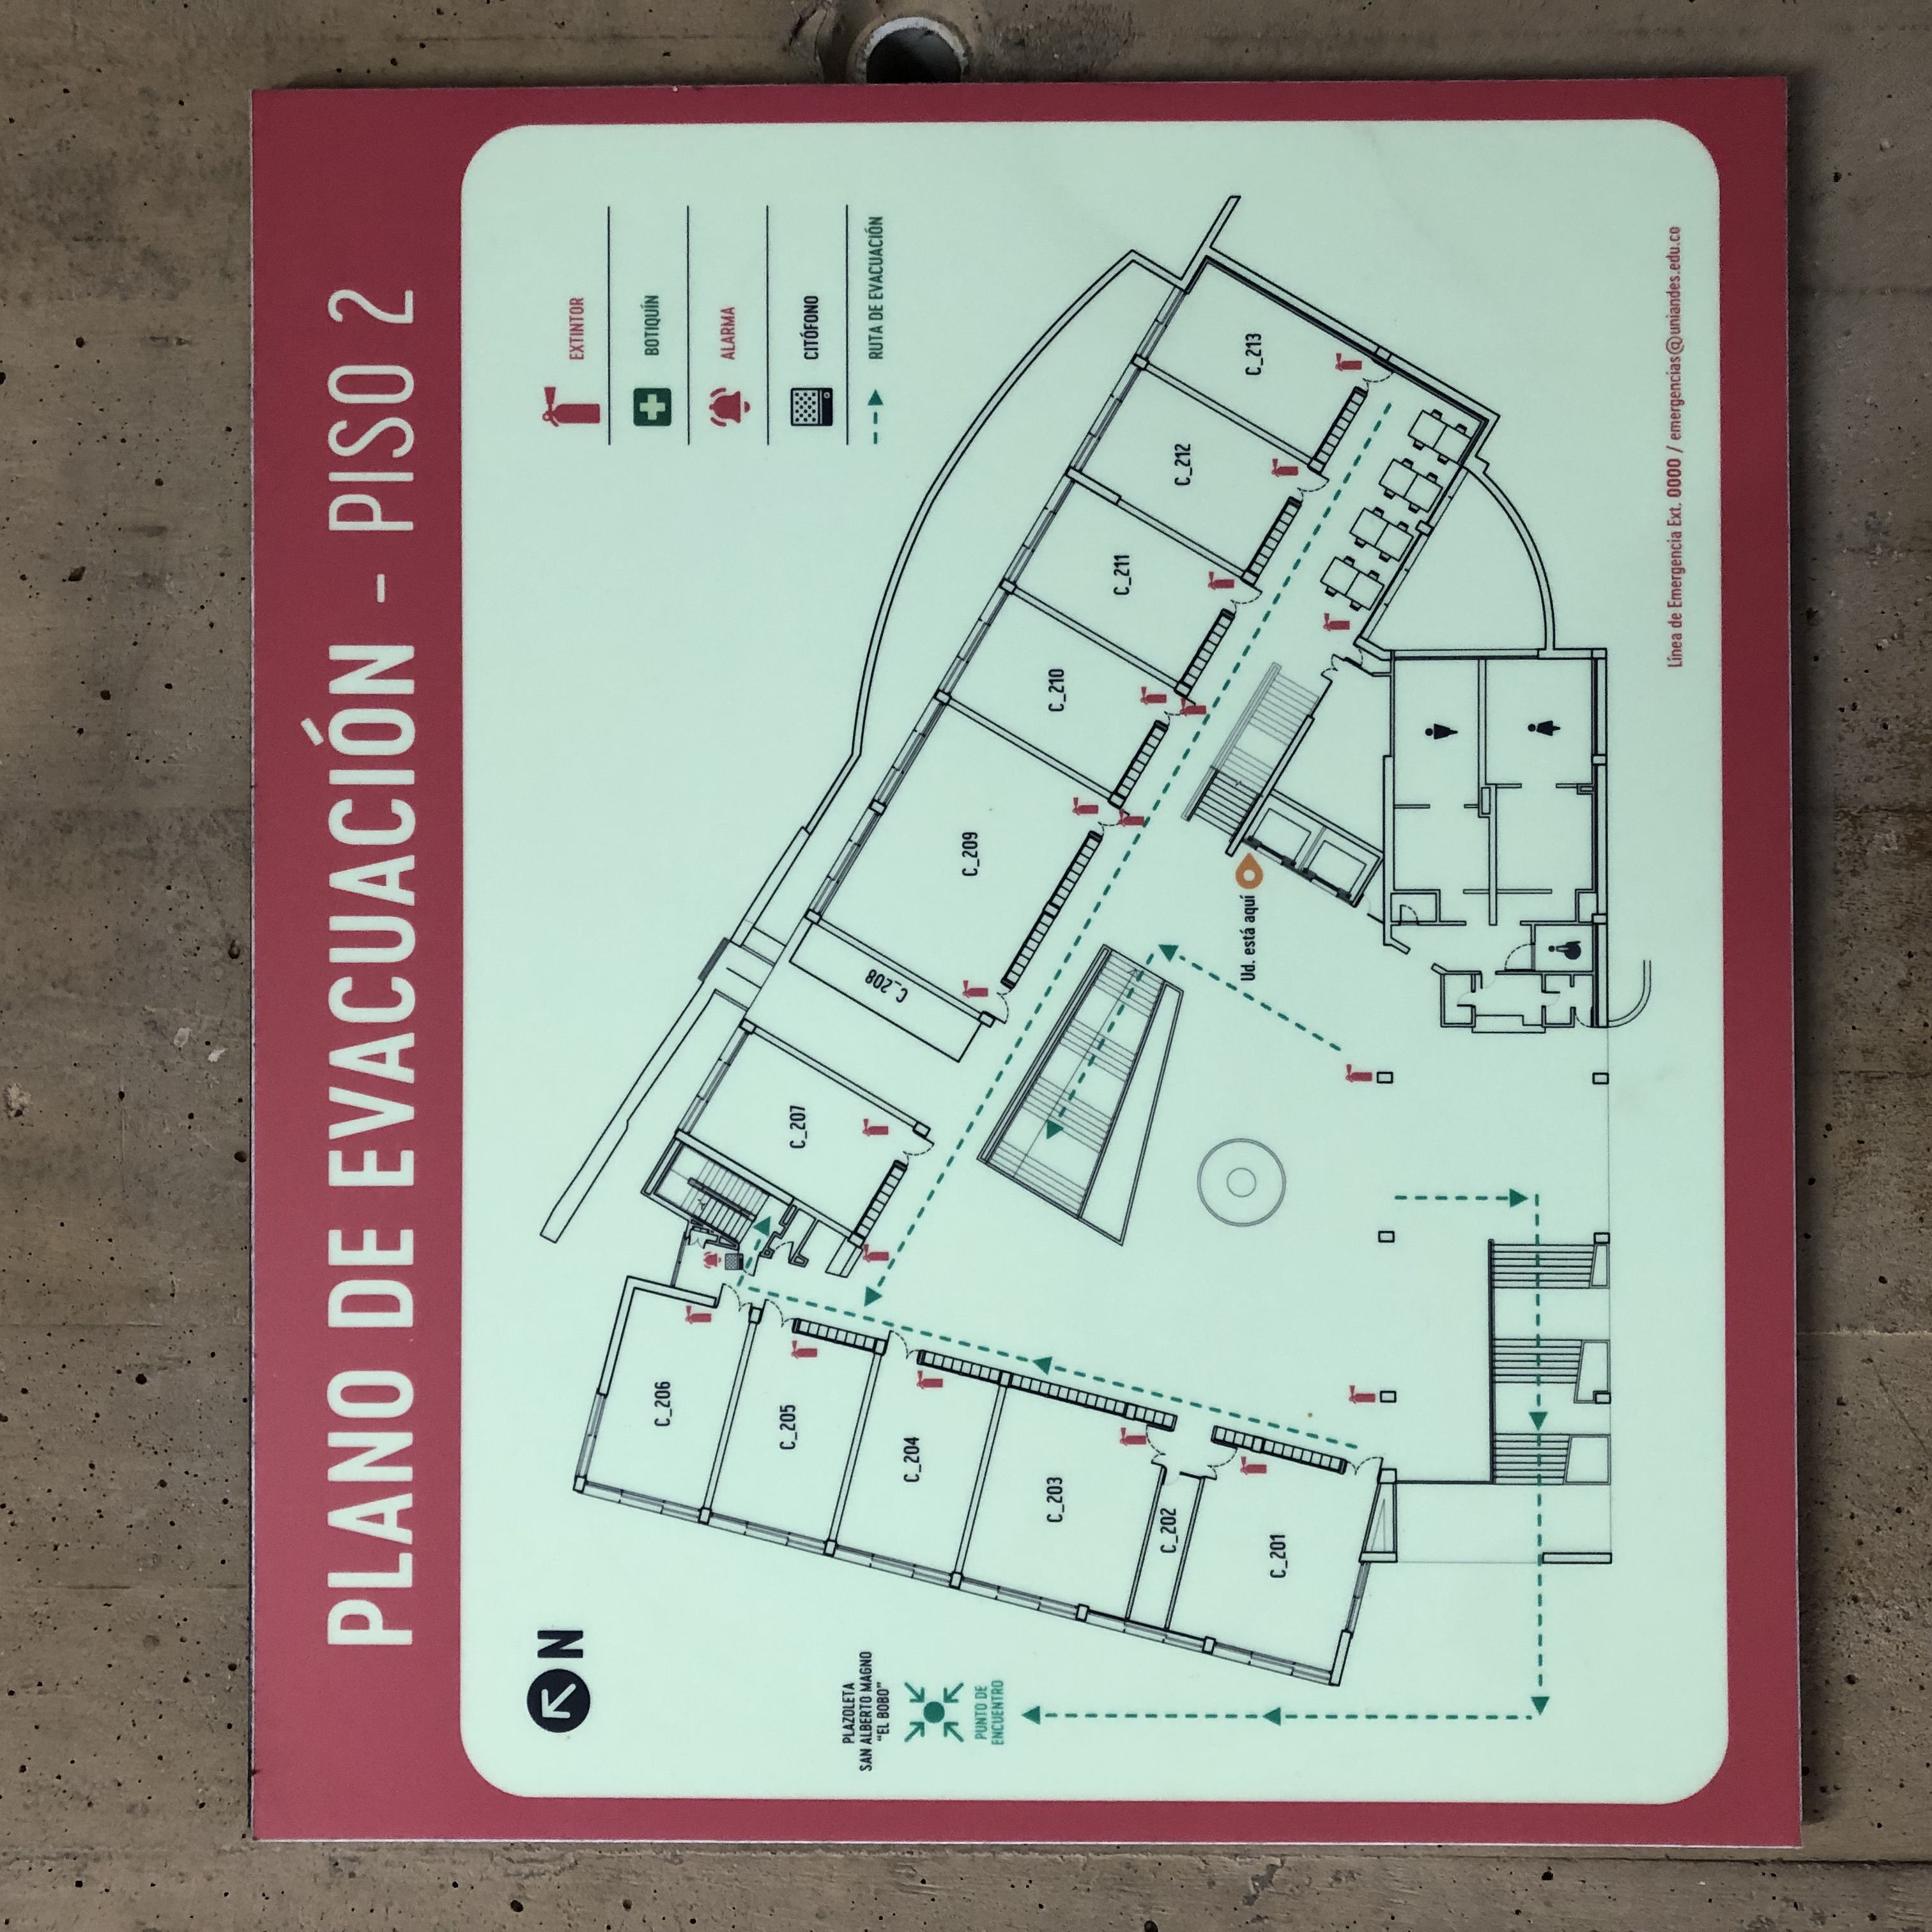 PLANO DE EVACUACIÓN - PISO 2
N
EXTINTOR
BOTIQUÍN
ALARMA
CITÓFONO
RUTA DE EVACUACIÓN
PLAZOLETA
SAN ALBERTO MAGNO
"EL BOBO"
PUNTO DE
ENCUENTRO
C_206
C_205
C_204
C_203
C_202
C_201
C_207
C_208
C_209
C_210
C_211
C_212
C_213
Ud. está aquí
Línea de Emergencia Ext. 0000 / emergencias@uniandes.edu.co